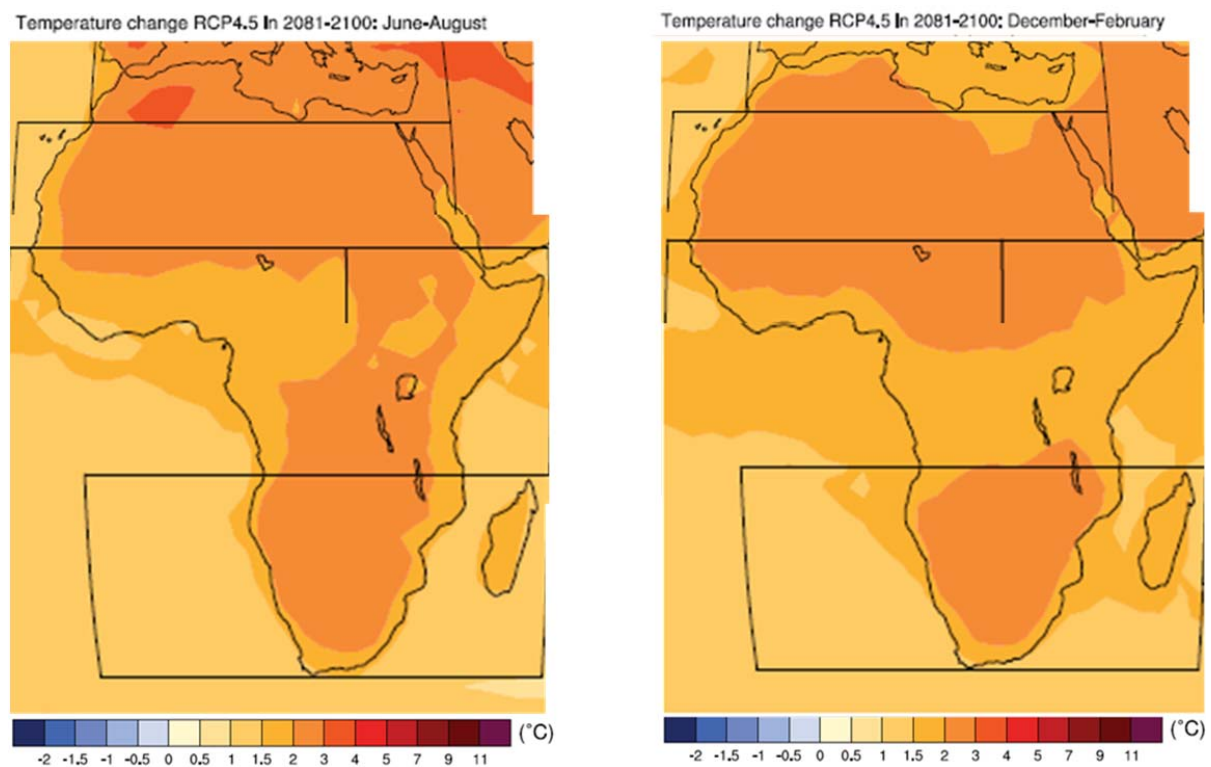 Temperature change RCP4.5 In 2081-2100: June-August
Temperature change RCP4.5 In 2081-2100: December-February
(°C)
-2 -1.5 -1 -0.5 0 0.5 1 1.5 2 3 4 5 7 9 11
(°C)
-2 -1.5 -1 -0.5 0 0.5 1 1.5 2 3 4 5 7 9 11